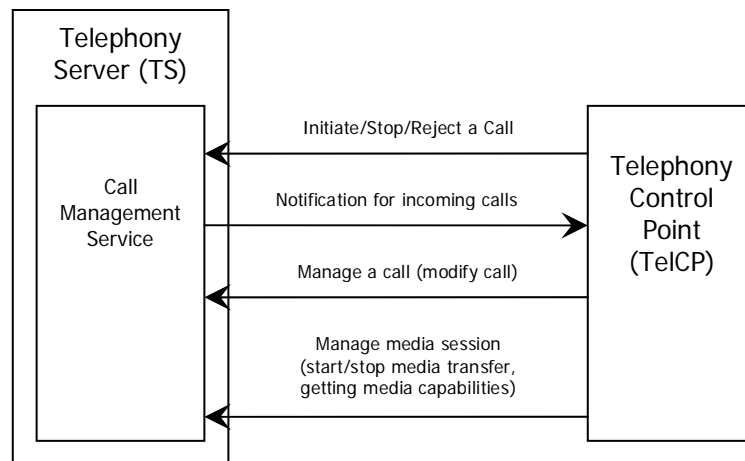 Telephony
Server (TS)
Call
Management
Service
Initiate/Stop/Reject a Call
Notification for incoming calls
Manage a call (modify call)
Manage media session
(start/stop media transfer,
getting media capabilities)
Telephony
Control
Point
(TelCP)